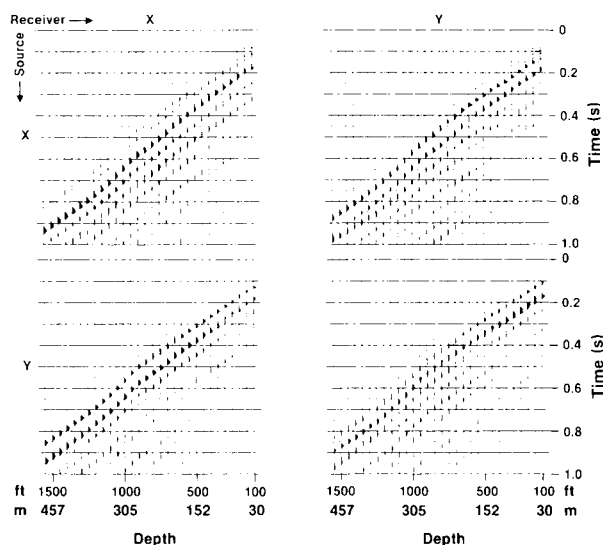 Receiver → X Y
← Source
0
0.2
0.4
X
0.6
0.8
1.0
Time (s)
0
0.2
0.4
Y
0.6
0.8
1.0
Time (s)
ft 1500 1000 500 100 1500 1000 500 100 ft
m 457 305 152 30 457 305 152 30 m
Depth Depth